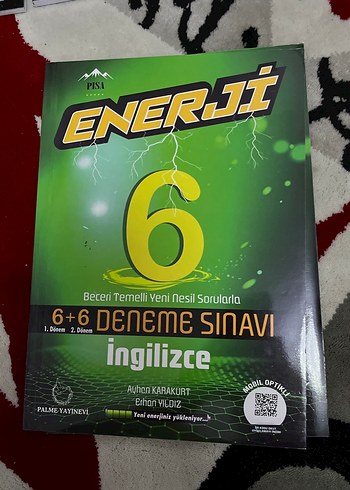 PISA
ENERJİ
6
Beceri Temelli Yeni Nesil Sorularla
6+6 DENEME SINAVI
1. Dönem 2. Dönem
İngilizce
Ayhan KARAKURT
Erhan YILDIZ
Yeni enerjiniz yükleniyor...
PALME YAYINEVİ
MOBİL OPTİKLİ